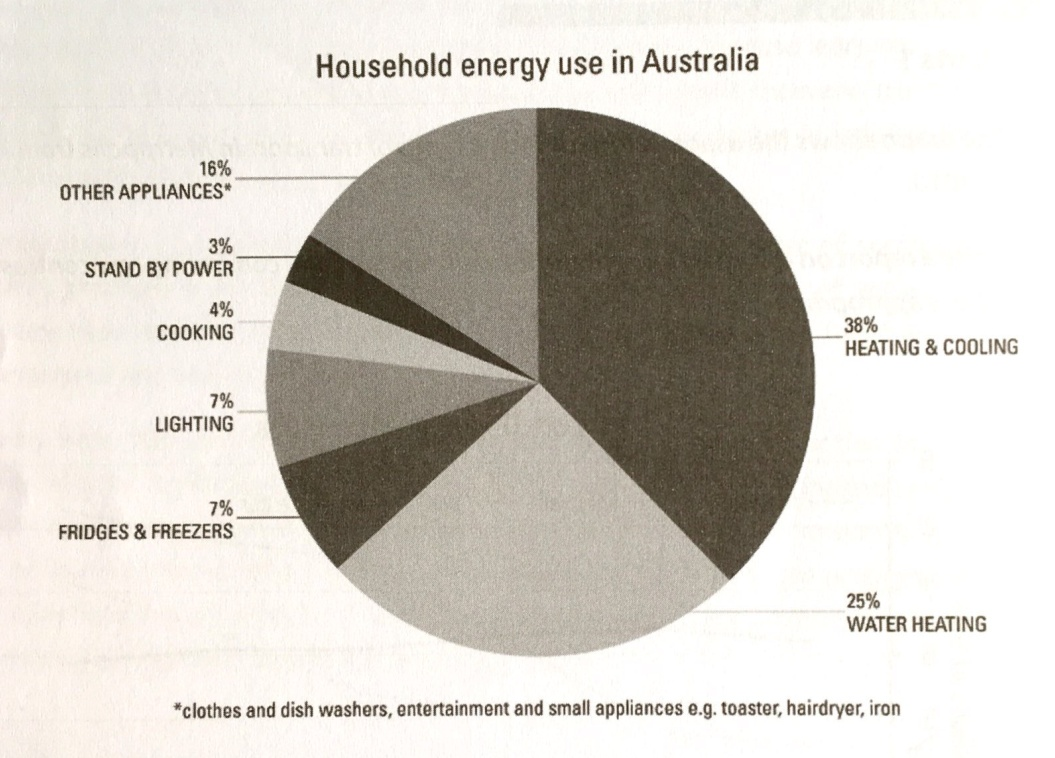 Household energy use in Australia
16%
OTHER APPLIANCES*
3%
STAND BY POWER
4%
COOKING
7%
LIGHTING
7%
FRIDGES & FREEZERS
38%
HEATING & COOLING
25%
WATER HEATING
*clothes and dish washers, entertainment and small appliances e.g. toaster, hairdryer, iron